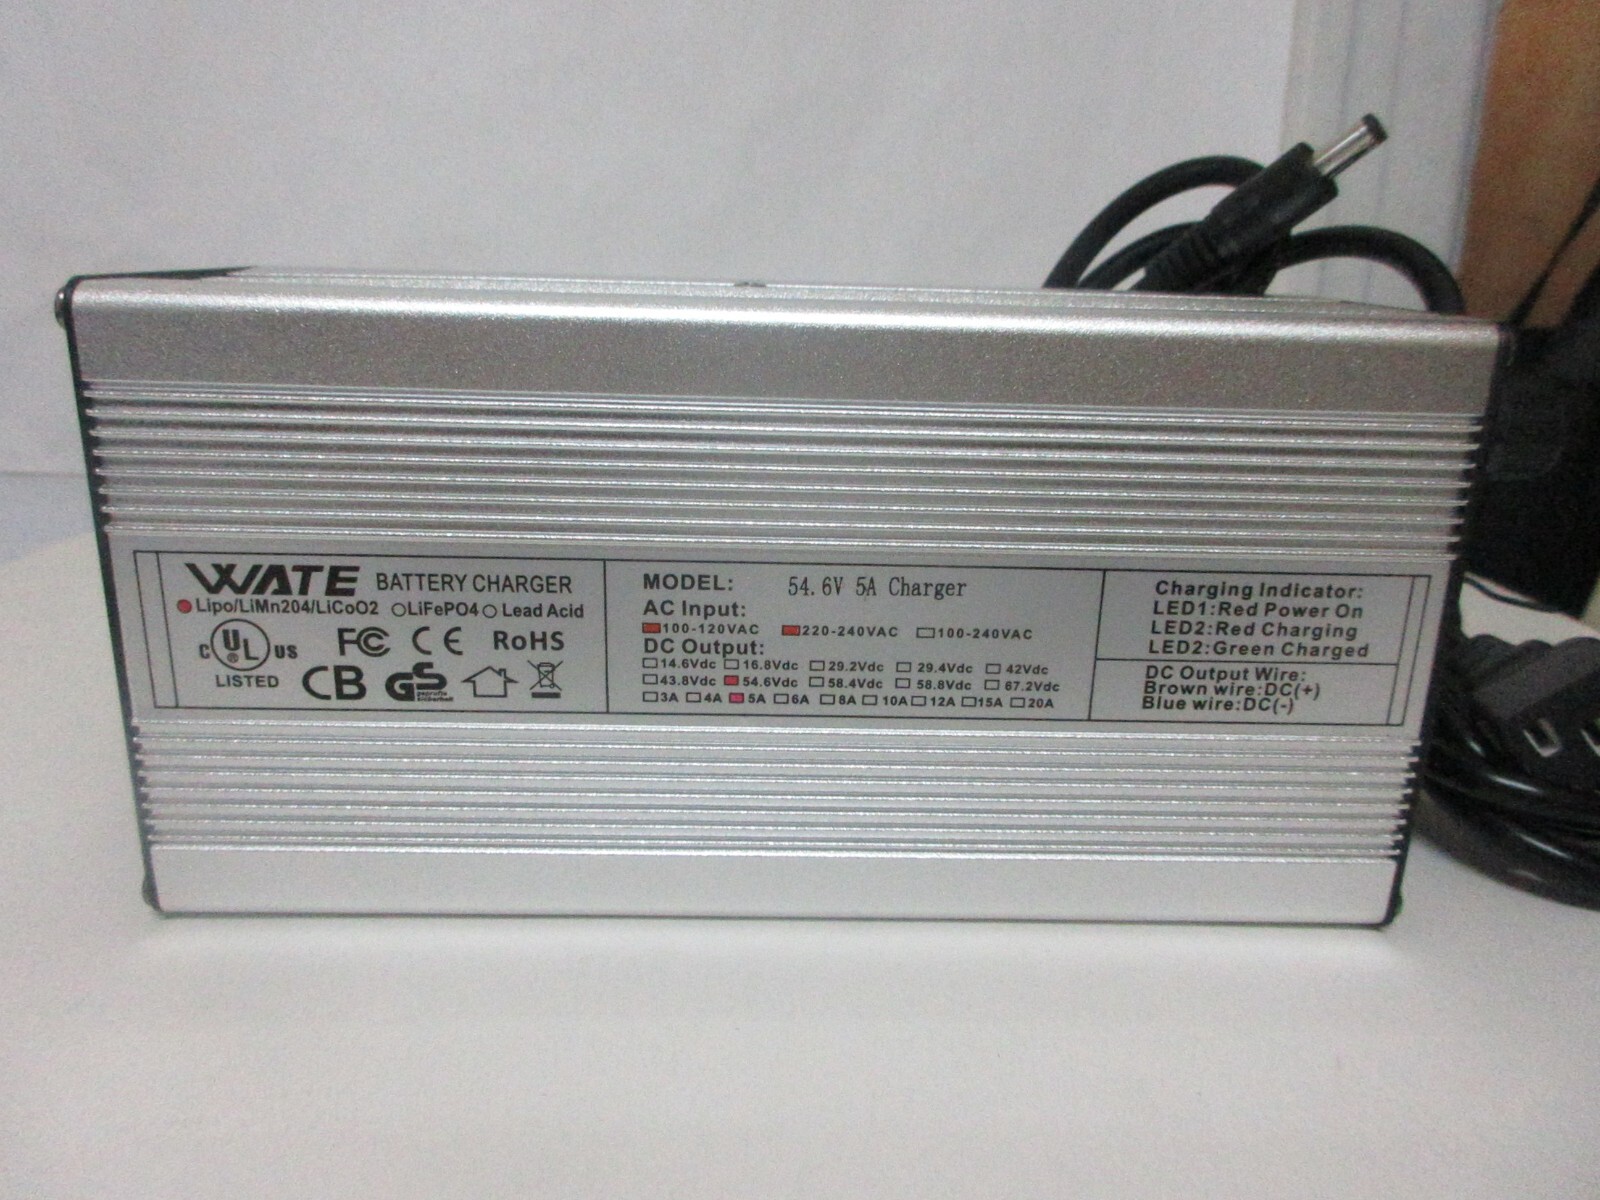 WATE BATTERY CHARGER
Lipo/LiMn204/LiCoO2 LiFePO4 Lead Acid
c UL ® us FC CE RoHS
LISTED CB GS geprüfte Sicherheit
MODEL: 54.6V 5A Charger
AC Input:
100-120VAC 220-240VAC 100-240VAC
DC Output:
14.6Vdc 16.8Vdc 29.2Vdc 29.4Vdc 42Vdc
43.8Vdc 54.6Vdc 58.4Vdc 58.8Vdc 67.2Vdc
3A 4A 5A 6A 8A 10A 12A 15A 20A
Charging Indicator:
LED1:Red Power On
LED2:Red Charging
LED2:Green Charged
DC Output Wire:
Brown wire:DC(+)
Blue wire:DC(-)